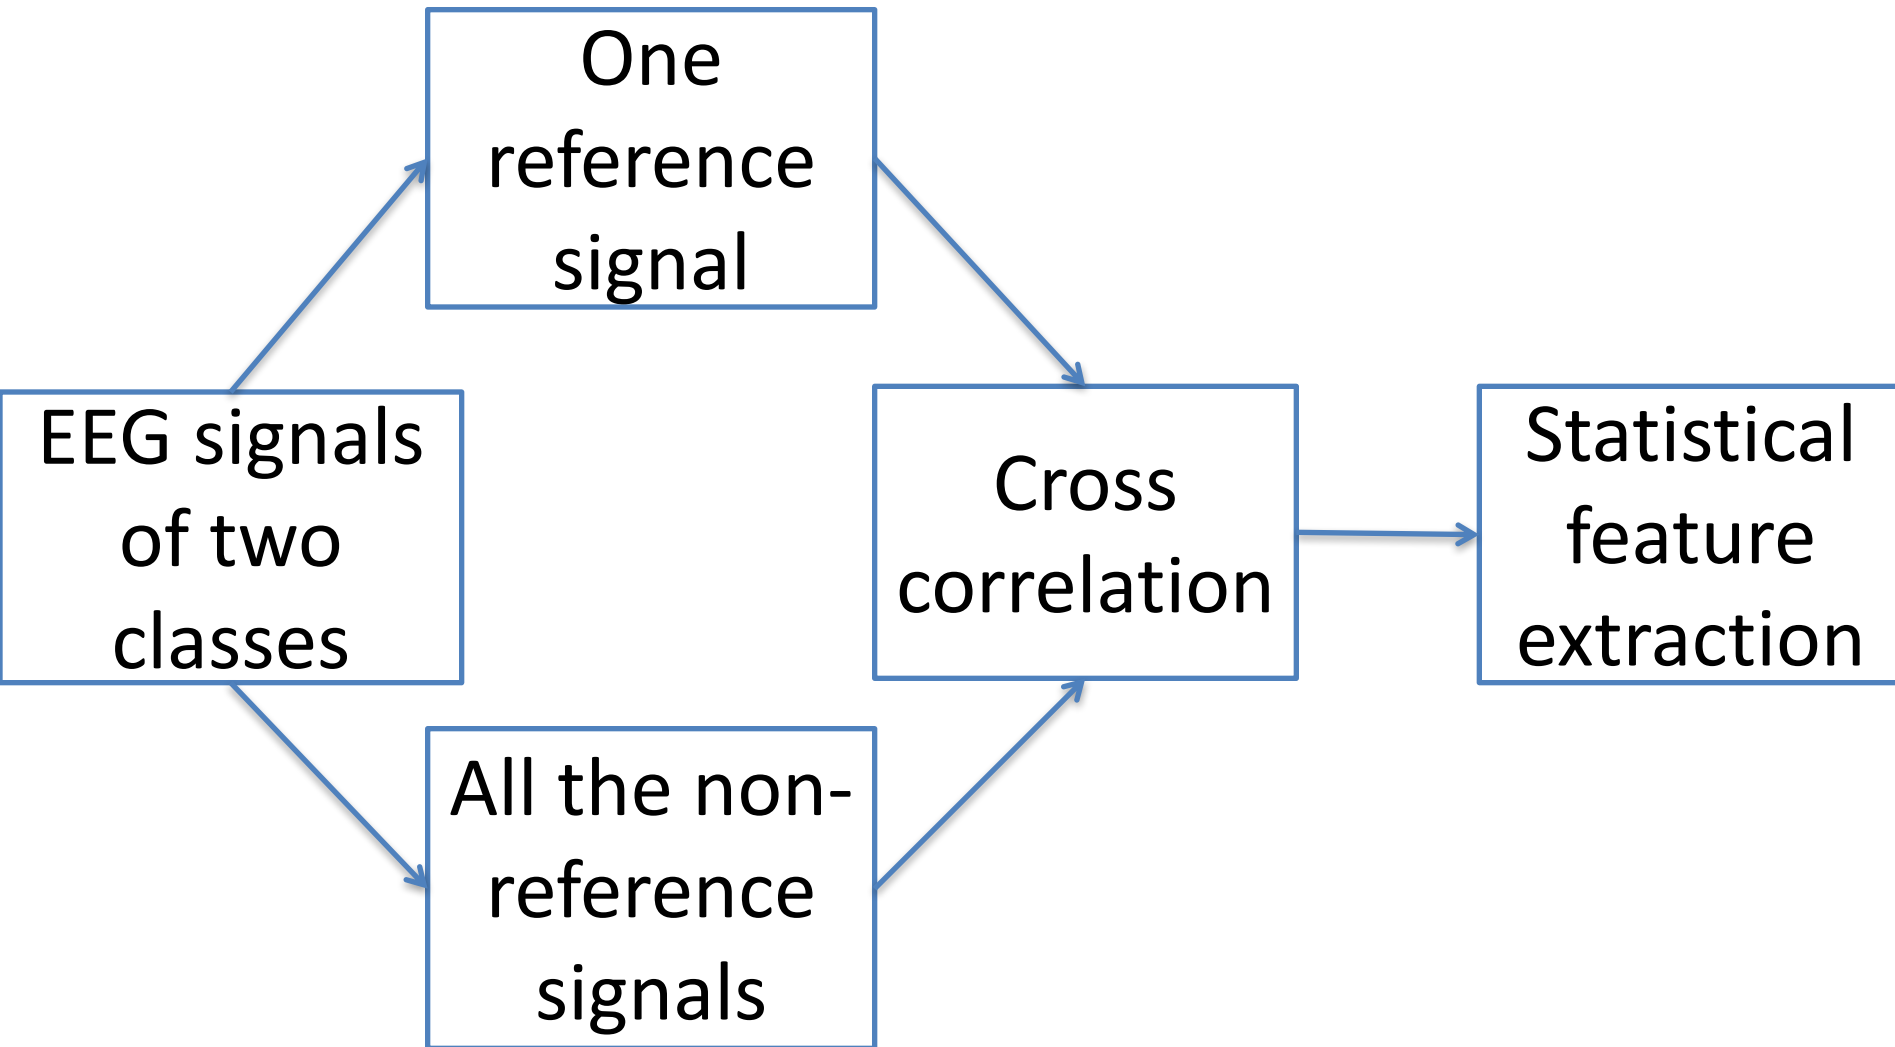 One
reference
signal
EEG signals
of two
classes
Cross
correlation
Statistical
feature
extraction
All the non-
reference
signals